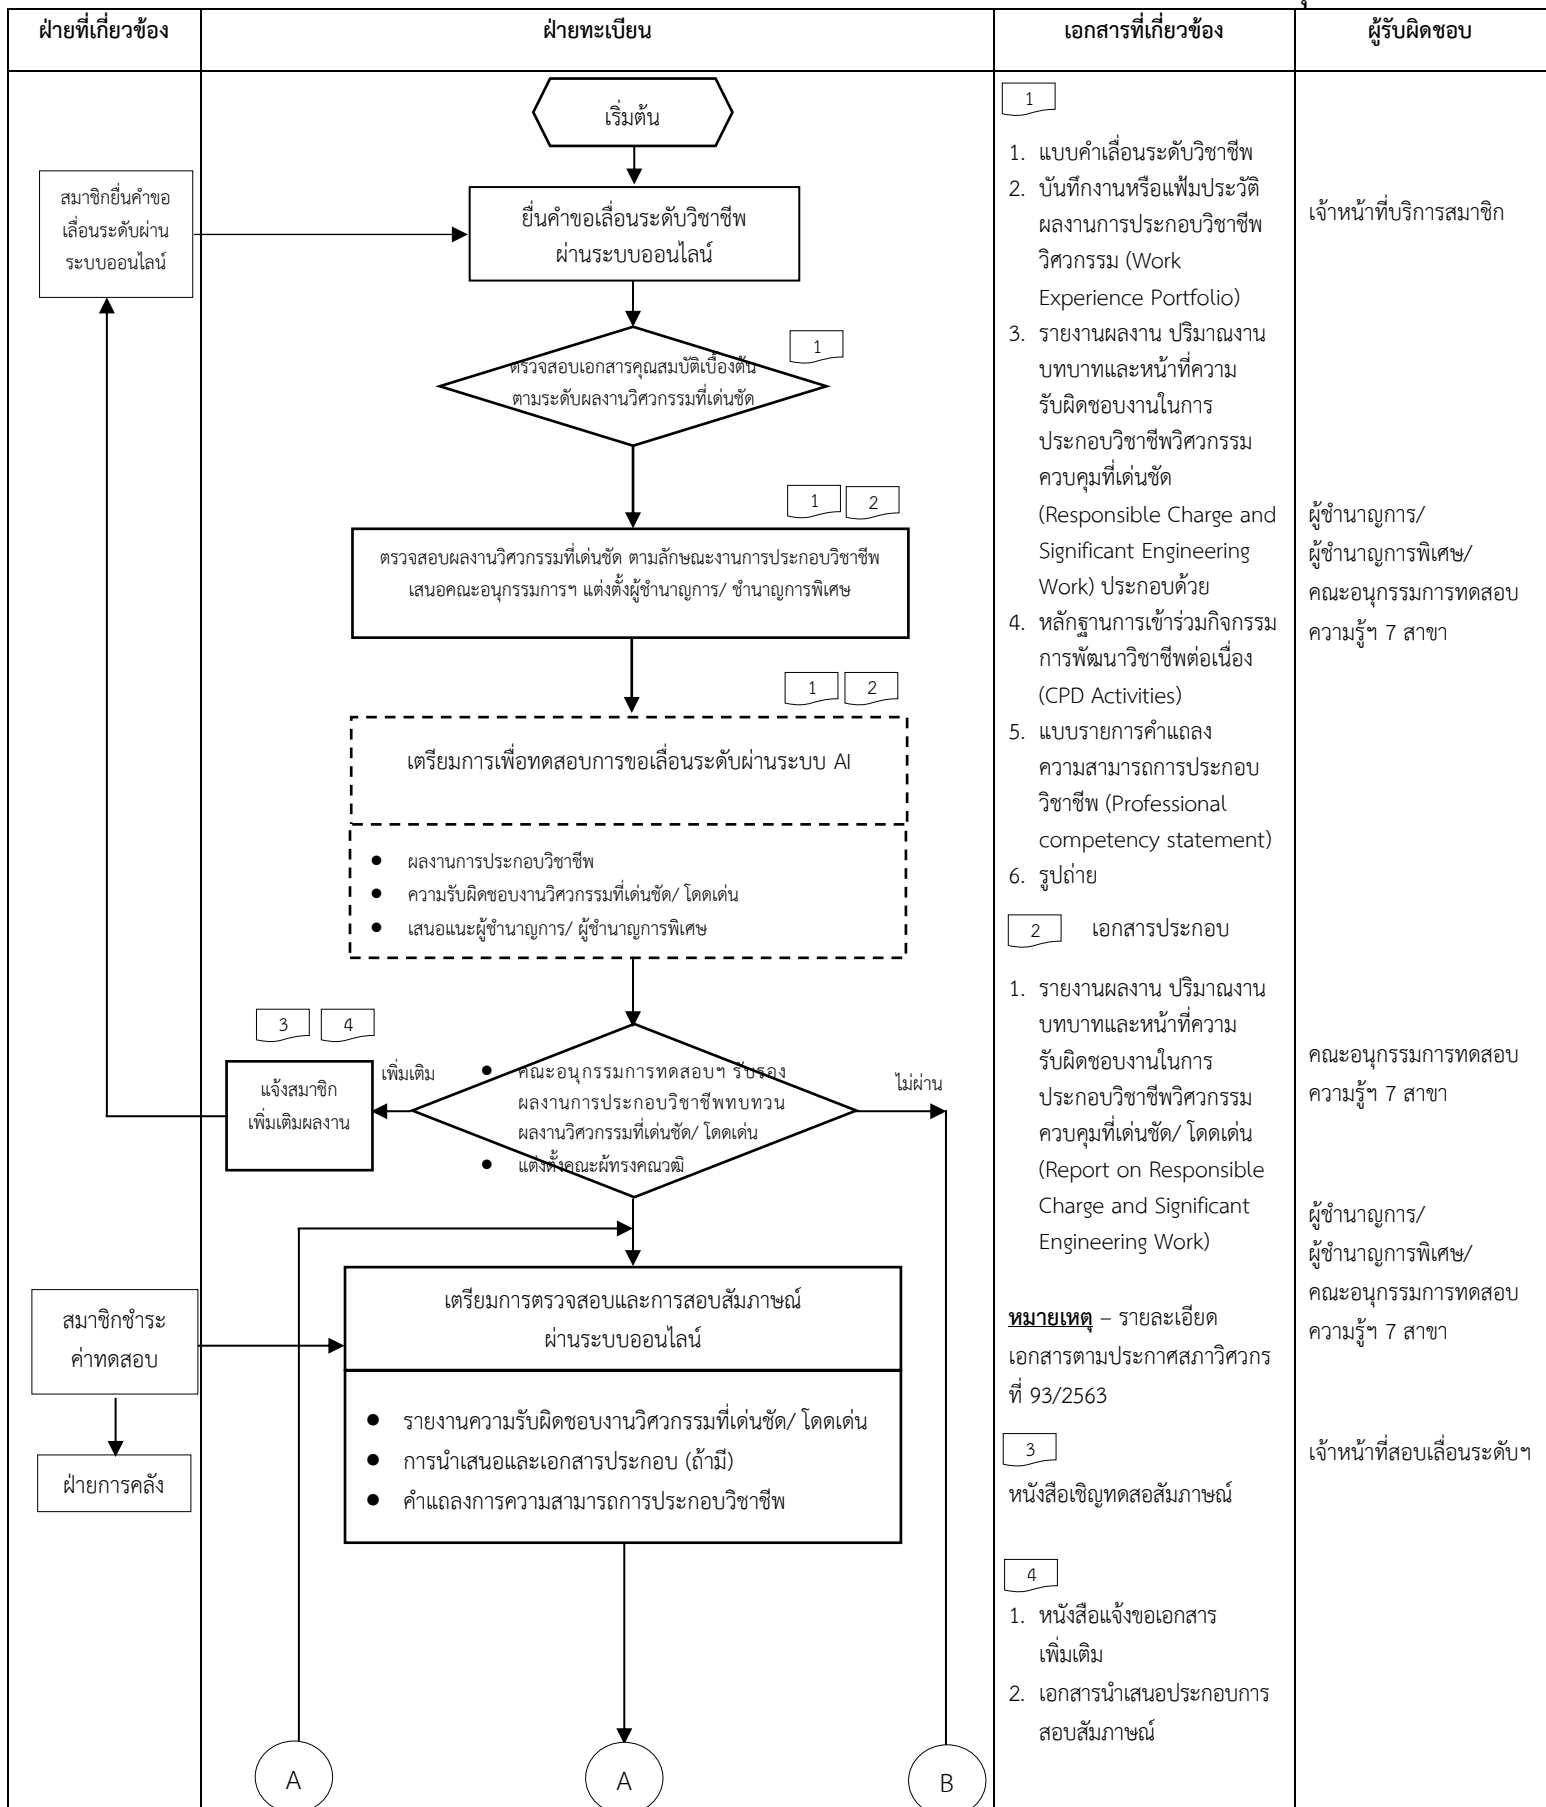 ฝ่ายที่เกี่ยวข้อง
ฝ่ายทะเบียน
เอกสารที่เกี่ยวข้อง
ผู้รับผิดชอบ
เริ่มต้น
สมาชิกยื่นคำขอ
เลื่อนระดับผ่าน
ระบบออนไลน์
ยื่นคำขอเลื่อนระดับวิชาชีพ
ผ่านระบบออนไลน์
1
ตรวจสอบเอกสารคุณสมบัติเบื้องต้น
ตามระดับผลงานวิศวกรรมที่เด่นชัด
1 2
ตรวจสอบผลงานวิศวกรรมที่เด่นชัด ตามลักษณะงานการประกอบวิชาชีพ
เสนอคณะอนุกรรมการฯ แต่งตั้งผู้ชำนาญการ/ ชำนาญการพิเศษ
1 2
เตรียมการเพื่อทดสอบการขอเลื่อนระดับผ่านระบบ AI
● ผลงานการประกอบวิชาชีพ
● ความรับผิดชอบงานวิศวกรรมที่เด่นชัด/ โดดเด่น
● เสนอแนะผู้ชำนาญการ/ ผู้ชำนาญการพิเศษ
3 4
แจ้งสมาชิก
เพิ่มเติมผลงาน
เพิ่มเติม
● คณะอนุกรรมการทดสอบฯ รับรอง
ผลงานการประกอบวิชาชีพทบทวน
ผลงานวิศวกรรมที่เด่นชัด/ โดดเด่น
● แต่งตั้งคณะผู้ทรงคุณวุฒิ
ไม่ผ่าน
สมาชิกชำระ
ค่าทดสอบ
ฝ่ายการคลัง
เตรียมการตรวจสอบและการสอบสัมภาษณ์
ผ่านระบบออนไลน์
● รายงานความรับผิดชอบงานวิศวกรรมที่เด่นชัด/ โดดเด่น
● การนำเสนอและเอกสารประกอบ (ถ้ามี)
● คำแถลงการความสามารถการประกอบวิชาชีพ
A
A
B
1
1. แบบคำเลื่อนระดับวิชาชีพ
2. บันทึกงานหรือแฟ้มประวัติ
ผลงานการประกอบวิชาชีพ
วิศวกรรม (Work
Experience Portfolio)
3. รายงานผลงาน ปริมาณงาน
บทบาทและหน้าที่ความ
รับผิดชอบงานในการ
ประกอบวิชาชีพวิศวกรรม
ควบคุมที่เด่นชัด
(Responsible Charge and
Significant Engineering
Work) ประกอบด้วย
4. หลักฐานการเข้าร่วมกิจกรรม
การพัฒนาวิชาชีพต่อเนื่อง
(CPD Activities)
5. แบบรายการคำแถลง
ความสามารถการประกอบ
วิชาชีพ (Professional
competency statement)
6. รูปถ่าย
2 เอกสารประกอบ
1. รายงานผลงาน ปริมาณงาน
บทบาทและหน้าที่ความ
รับผิดชอบงานในการ
ประกอบวิชาชีพวิศวกรรม
ควบคุมที่เด่นชัด/ โดดเด่น
(Report on Responsible
Charge and Significant
Engineering Work)
หมายเหตุ – รายละเอียด
เอกสารตามประกาศสภาวิศวกร
ที่ 93/2563
3
หนังสือเชิญทดสอสัมภาษณ์
4
1. หนังสือแจ้งขอเอกสาร
เพิ่มเติม
2. เอกสารนำเสนอประกอบการ
สอบสัมภาษณ์
เจ้าหน้าที่บริการสมาชิก
ผู้ชำนาญการ/
ผู้ชำนาญการพิเศษ/
คณะอนุกรรมการทดสอบ
ความรู้ฯ 7 สาขา
คณะอนุกรรมการทดสอบ
ความรู้ฯ 7 สาขา
ผู้ชำนาญการ/
ผู้ชำนาญการพิเศษ/
คณะอนุกรรมการทดสอบ
ความรู้ฯ 7 สาขา
เจ้าหน้าที่สอบเลื่อนระดับฯ